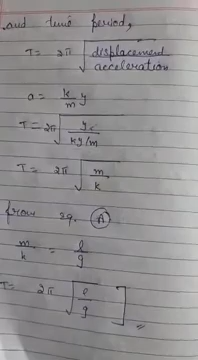 and time period,
T = 2π √(displacement / acceleration)
a = k/m y
T = 2π √(y / (ky/m))
T = 2π √(m / k)
from eq. (A)
m/k = l/g
T = 2π √(l / g)]